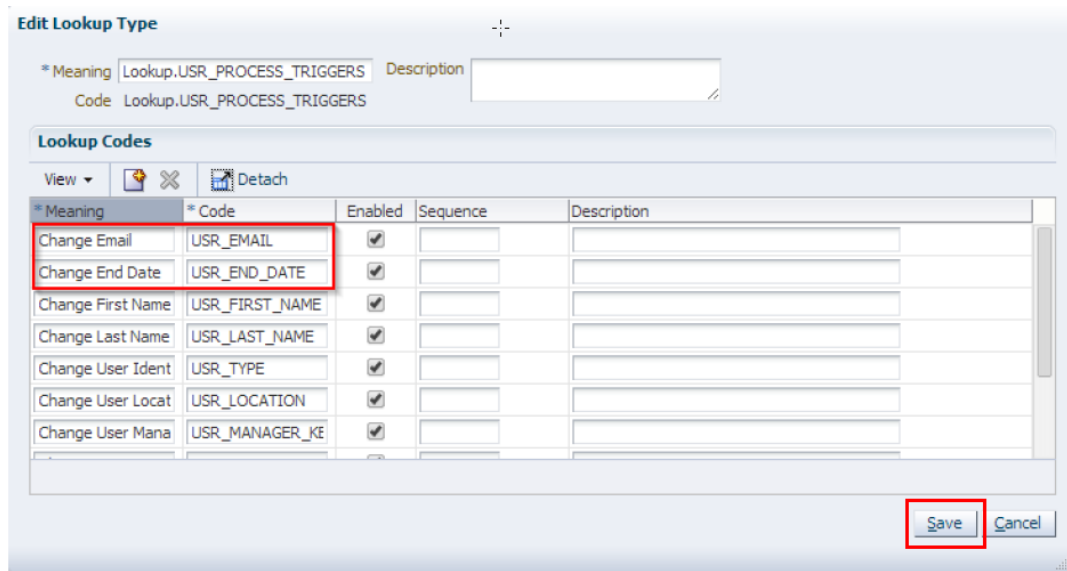 Edit Lookup Type
* Meaning Lookup.USR_PROCESS_TRIGGERS Description
Code Lookup.USR_PROCESS_TRIGGERS
Lookup Codes
View Detach
* Meaning * Code Enabled Sequence Description
Change Email USR_EMAIL
Change End Date USR_END_DATE
Change First Name USR_FIRST_NAME
Change Last Name USR_LAST_NAME
Change User Ident USR_TYPE
Change User Locat USR_LOCATION
Change User Mana USR_MANAGER_KE
Save Cancel